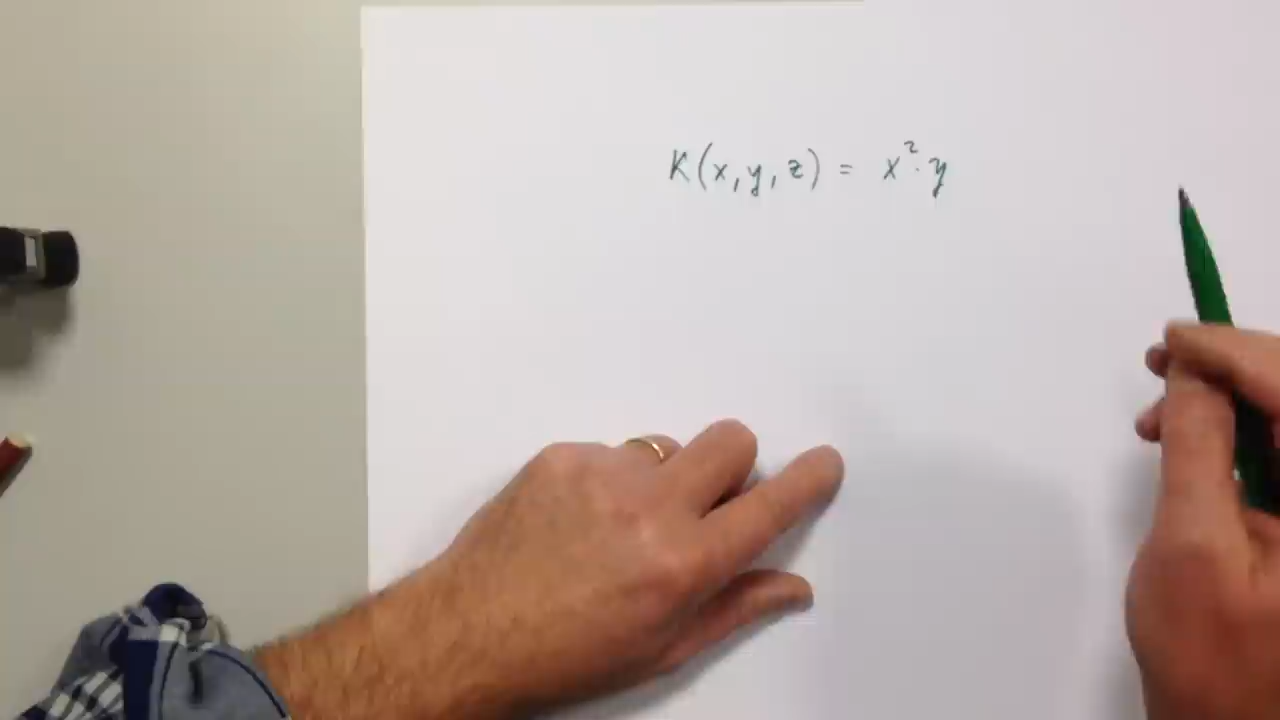 K(x,y,z) = x²·y